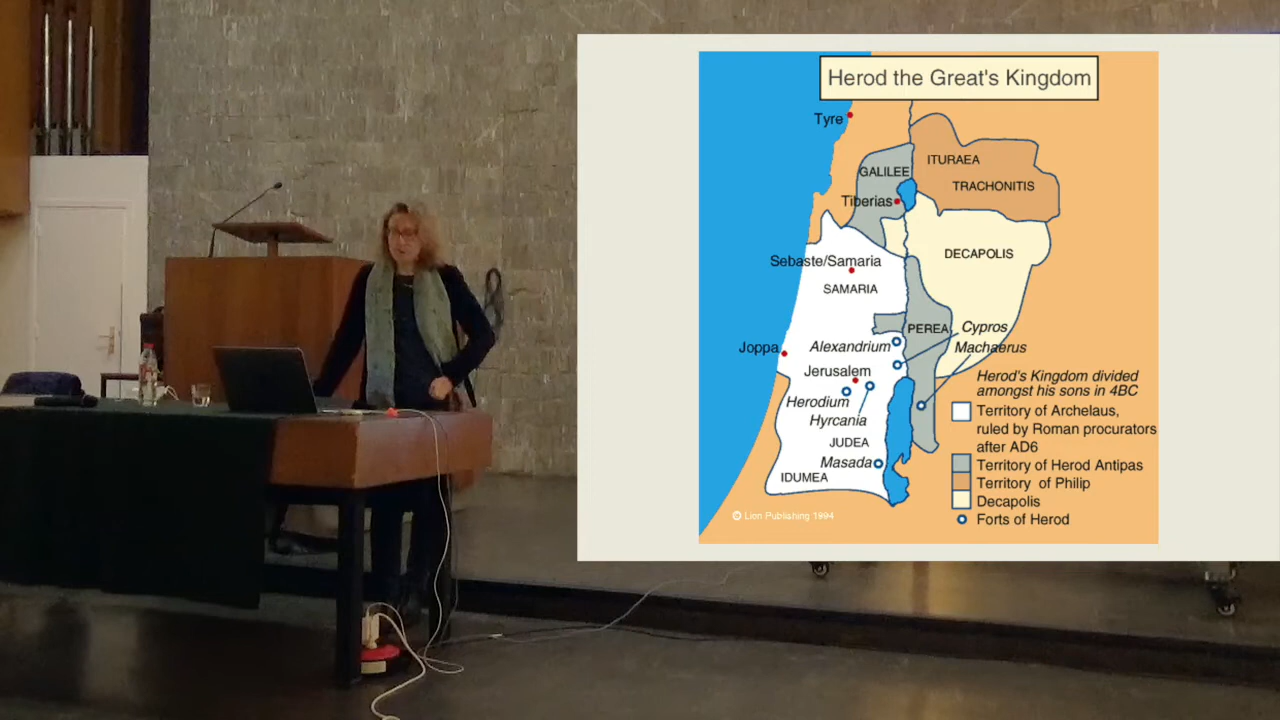 Herod the Great's Kingdom
Tyre
ITURAEA
GALILEE
TRACHONITIS
Tiberias
DECAPOLIS
Sebaste/Samaria
SAMARIA
PEREA
Cypros
Joppa
Alexandrium
Machaerus
Jerusalem
Herodium
Hyrcania
JUDEA
Masada
IDUMEA
Herod's Kingdom divided
amongst his sons in 4BC
Territory of Archelaus,
ruled by Roman procurators
after AD6
Territory of Herod Antipas
Territory of Philip
Decapolis
Forts of Herod
© Lion Publishing 1994